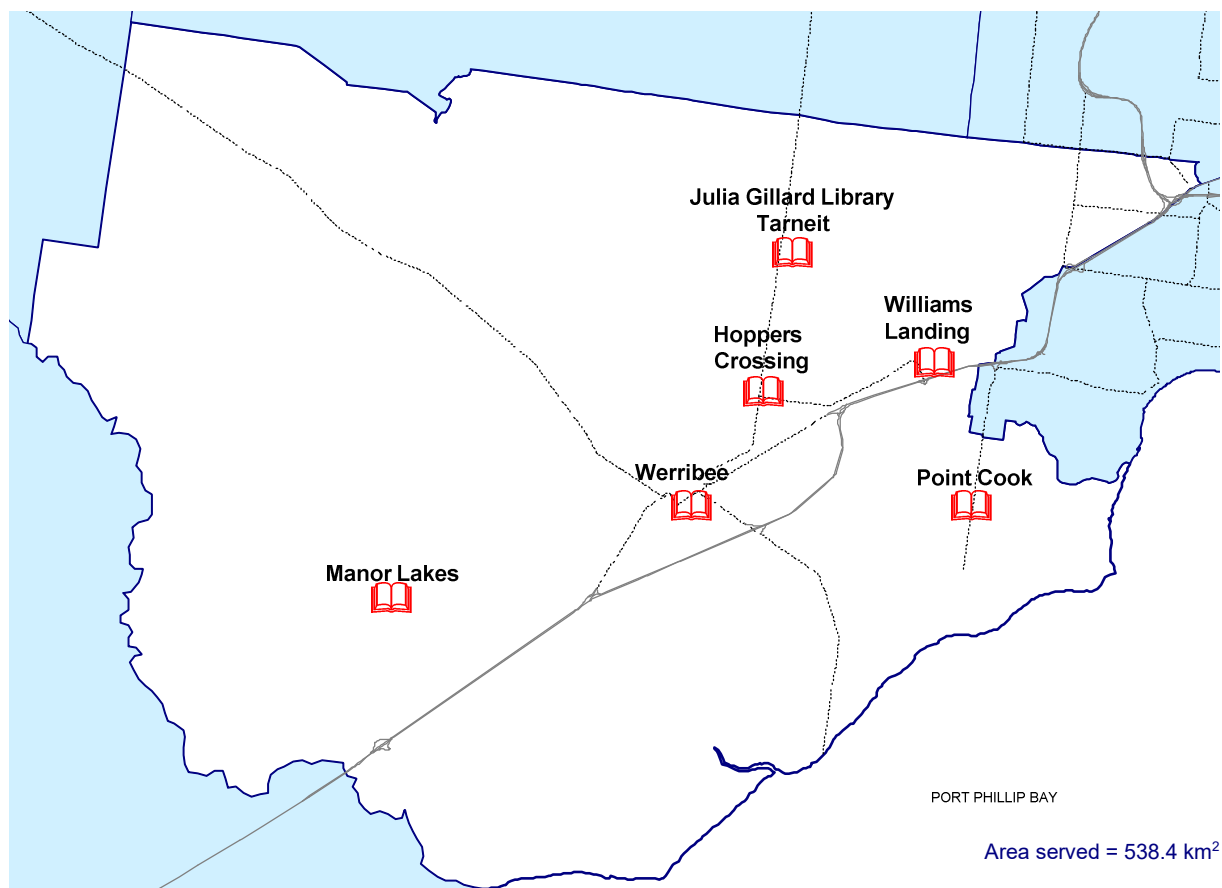 Julia Gillard Library
Tarneit
Williams
Landing
Hoppers
Crossing
Werribee
Point Cook
Manor Lakes
PORT PHILLIP BAY
Area served = 538.4 km²